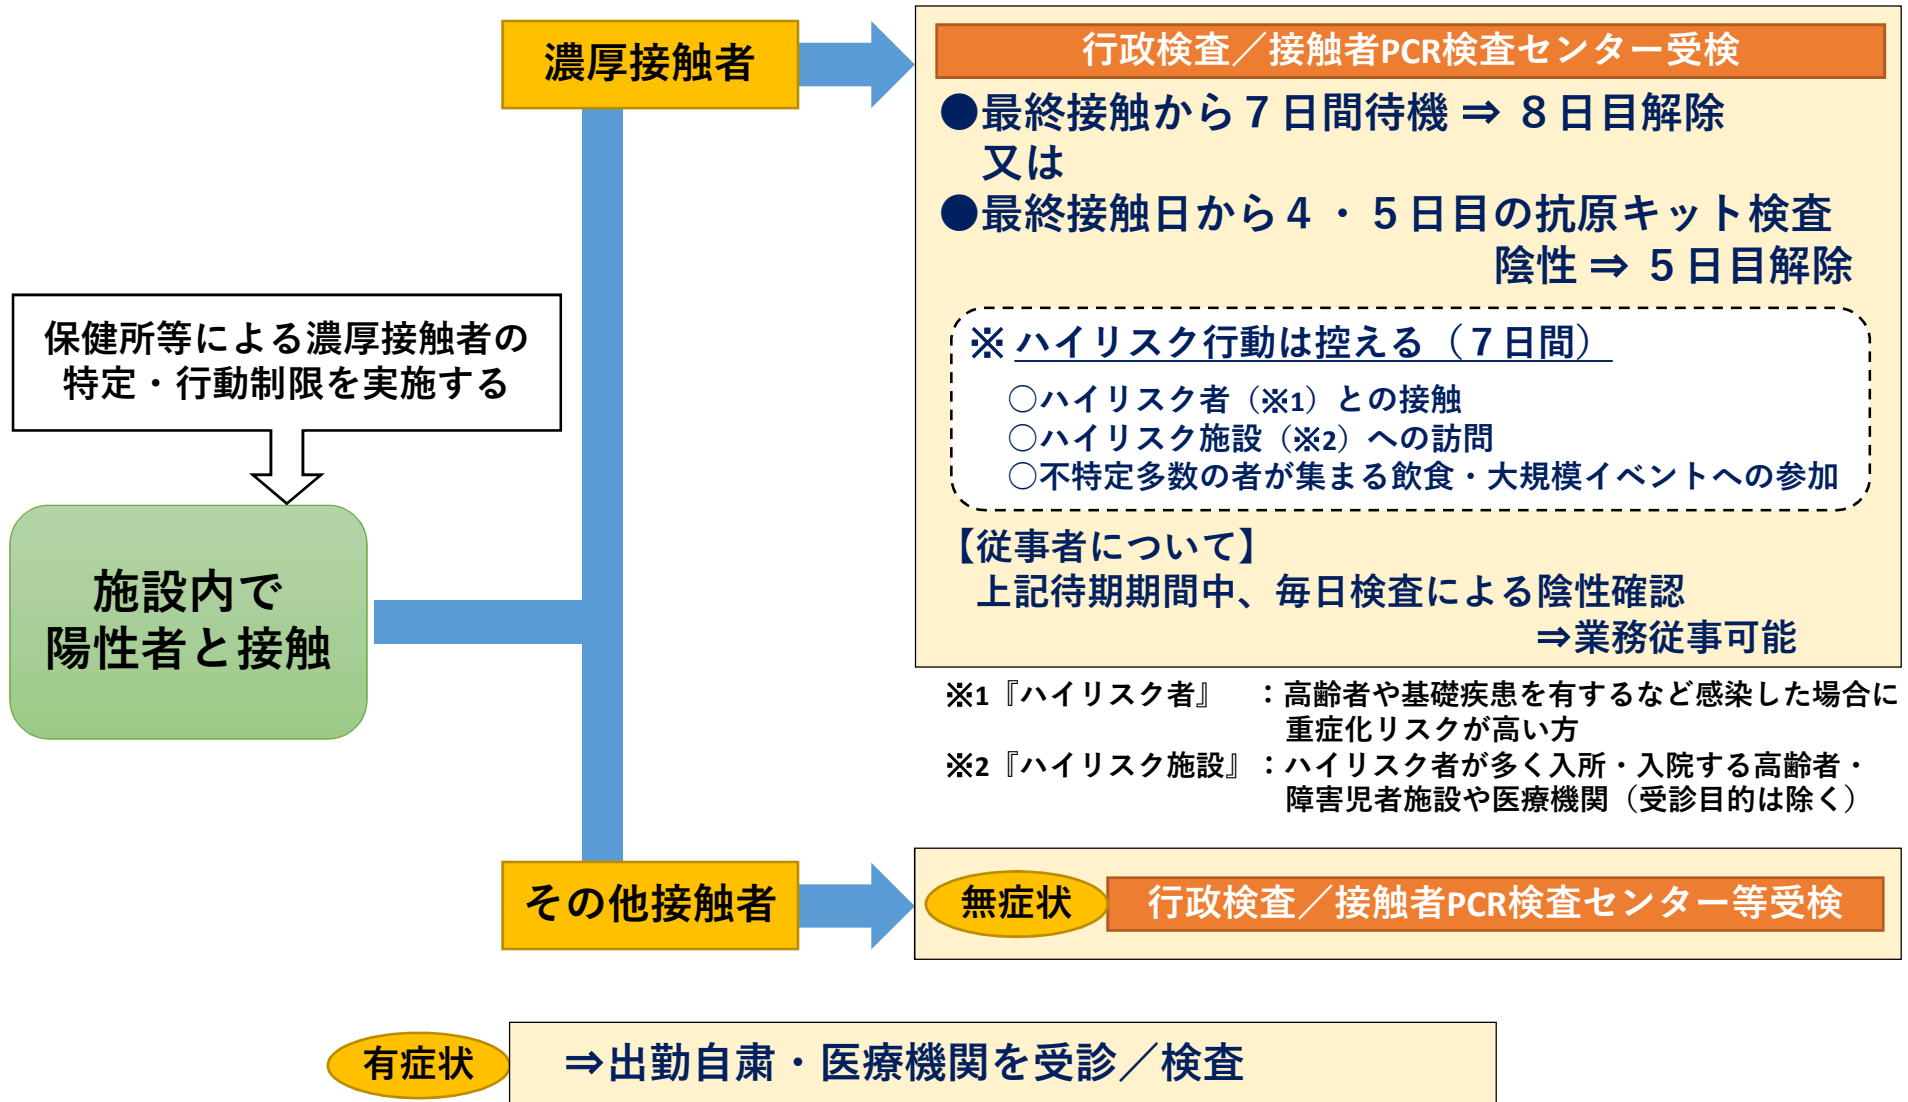 保健所等による濃厚接触者の
特定・行動制限を実施する
施設内で
陽性者と接触
濃厚接触者
行政検査／接触者PCR検査センター受検
●最終接触から７日間待機 ⇒ ８日目解除
又は
●最終接触日から４・５日目の抗原キット検査
陰性 ⇒ ５日目解除
※ ハイリスク行動は控える（７日間）
○ハイリスク者（※1）との接触
○ハイリスク施設（※2）への訪問
○不特定多数の者が集まる飲食・大規模イベントへの参加
【従事者について】
上記待期期間中、毎日検査による陰性確認
⇒業務従事可能
※1『ハイリスク者』　：高齢者や基礎疾患を有するなど感染した場合に
重症化リスクが高い方
※2『ハイリスク施設』：ハイリスク者が多く入所・入院する高齢者・
障害児者施設や医療機関（受診目的は除く）
その他接触者
無症状
行政検査／接触者PCR検査センター等受検
有症状
⇒出勤自粛・医療機関を受診／検査